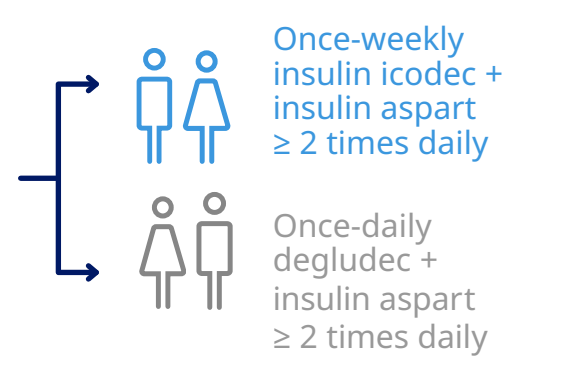 Once-weekly
insulin icodec +
insulin aspart
≥ 2 times daily
Once-daily
degludec +
insulin aspart
≥ 2 times daily